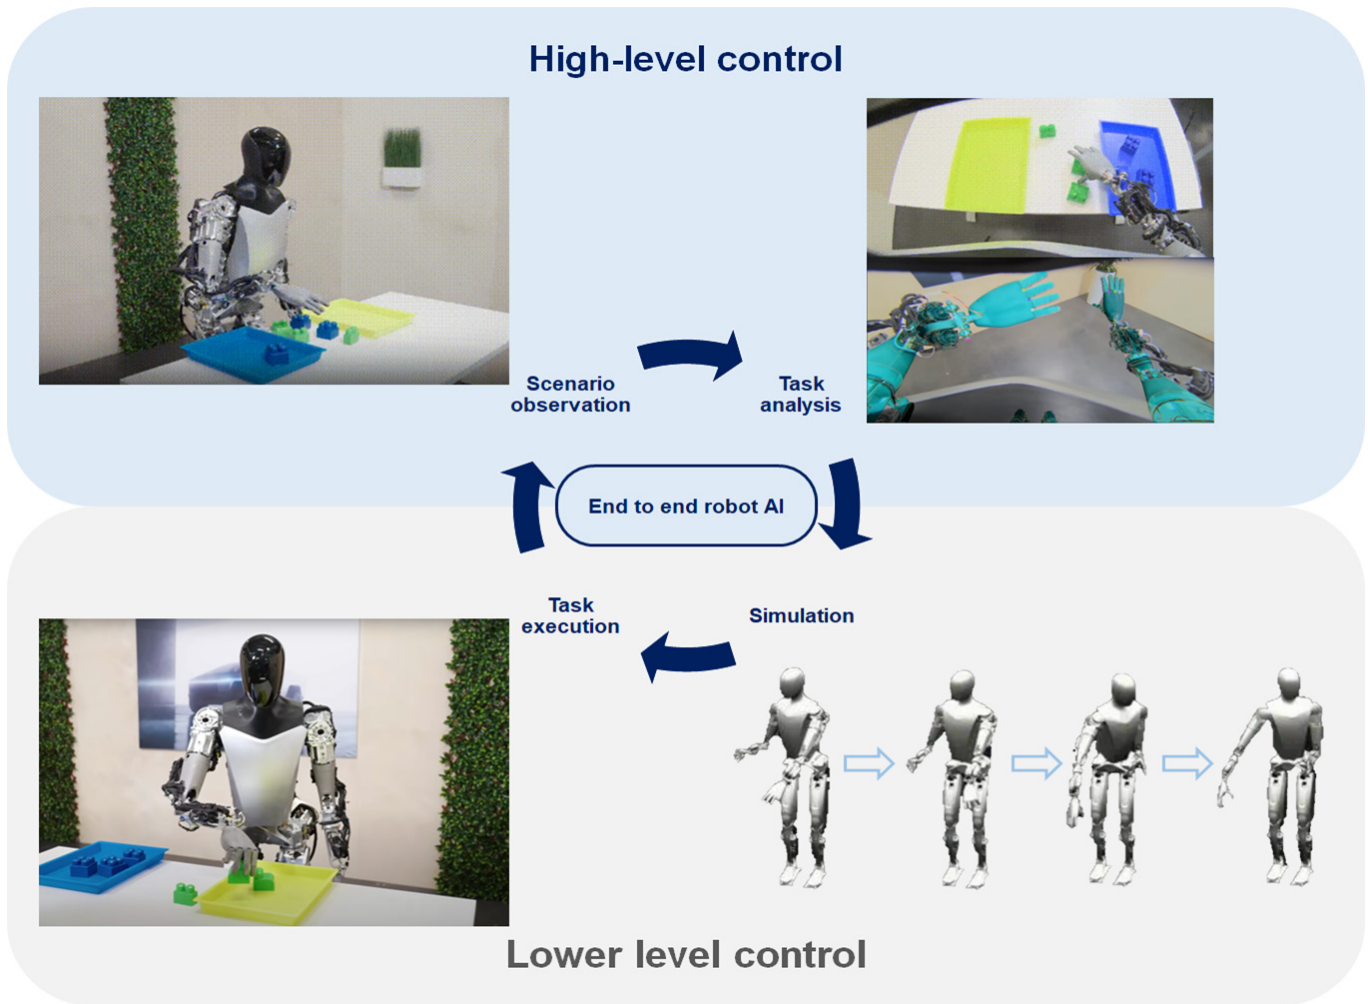 High-level control
Scenario
observation
Task
analysis
End to end robot AI
Task
execution
Simulation
Lower level control